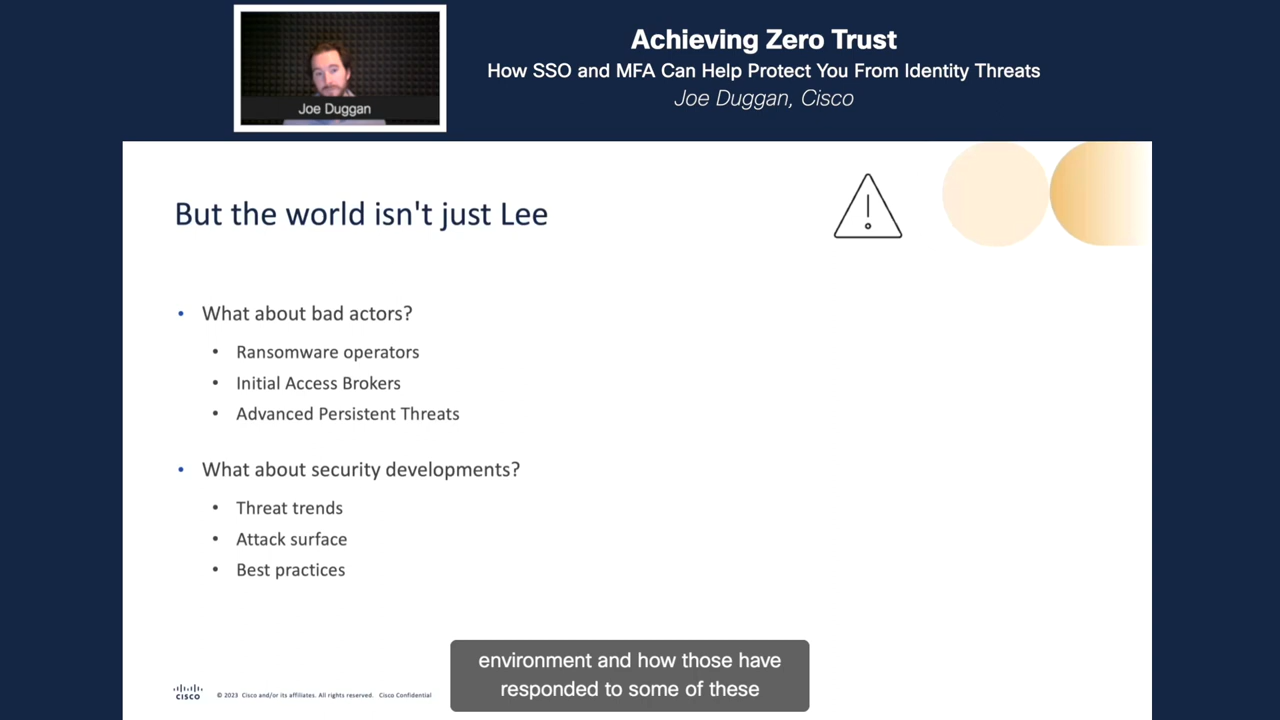 Achieving Zero Trust
How SSO and MFA Can Help Protect You From Identity Threats
Joe Duggan, Cisco
Joe Duggan
But the world isn't just Lee
• What about bad actors?
• Ransomware operators
• Initial Access Brokers
• Advanced Persistent Threats
• What about security developments?
• Threat trends
• Attack surface
• Best practices
environment and how those have
responded to some of these
CISCO
© 2023 Cisco and/or its affiliates. All rights reserved. Cisco Confidential